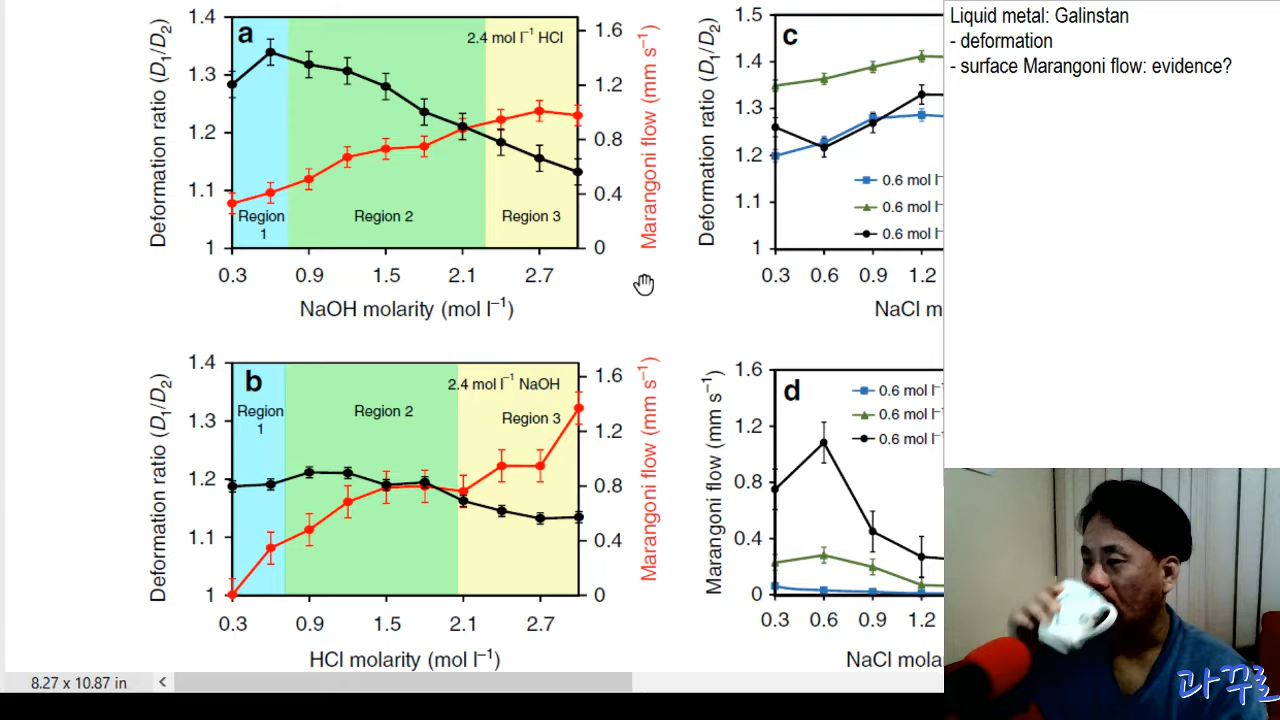 Liquid metal: Galinstan
- deformation
- surface Marangoni flow: evidence?
a
2.4 mol l⁻¹ HCl
Deformation ratio (D₁/D₂)
1.4
1.3
1.2
1.1
1
Marangoni flow (mm s⁻¹)
1.6
1.2
0.8
0.4
0
Region
1
Region 2
Region 3
0.3 0.9 1.5 2.1 2.7
NaOH molarity (mol l⁻¹)
c
Deformation ratio (D₁/D₂)
1.5
1.4
1.3
1.2
1.1
1
0.6 mol l⁻
0.6 mol l⁻
0.6 mol l⁻
0.3 0.6 0.9 1.2
NaCl m
b
2.4 mol l⁻¹ NaOH
Deformation ratio (D₁/D₂)
1.4
1.3
1.2
1.1
1
Marangoni flow (mm s⁻¹)
1.6
1.2
0.8
0.4
0
Region
1
Region 2
Region 3
0.3 0.9 1.5 2.1 2.7
HCl molarity (mol l⁻¹)
d
Marangoni flow (mm s⁻¹)
1.6
1.2
0.8
0.4
0
0.6 mol l⁻
0.6 mol l⁻
0.6 mol l⁻
0.3 0.6 0.9 1.2
NaCl mola
8.27 x 10.87 in
과꾸로